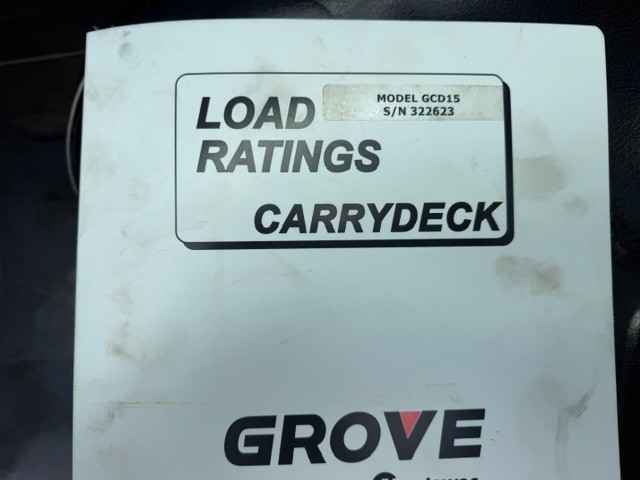 LOAD
MODEL GCD15
S/N 322623
RATINGS
CARRYDECK
GROVE